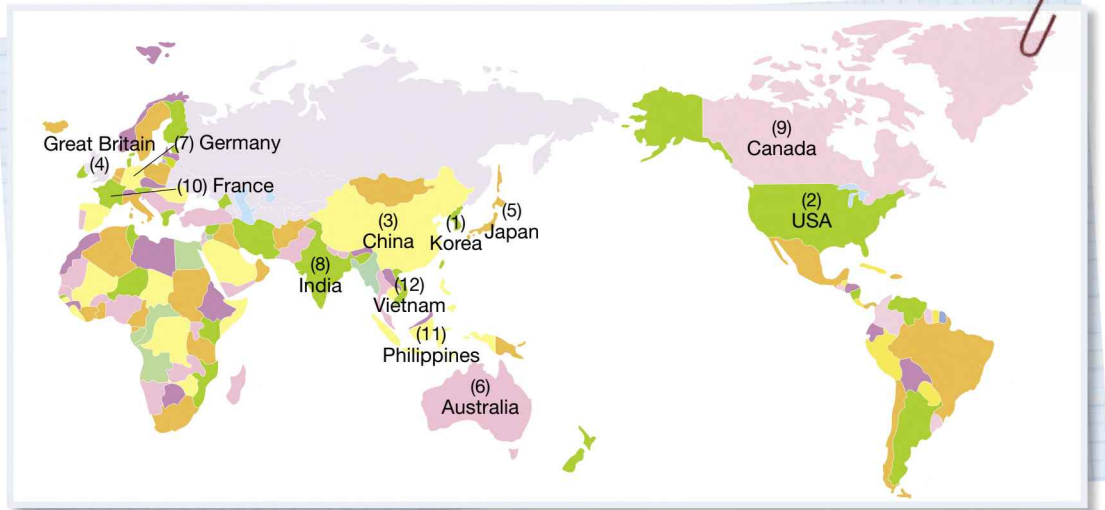 Great Britain
(4)
(7) Germany
(10) France
(3)
China
(1)
Korea
(5)
Japan
(8)
India
(12)
Vietnam
(11)
Philippines
(6)
Australia
(9)
Canada
(2)
USA